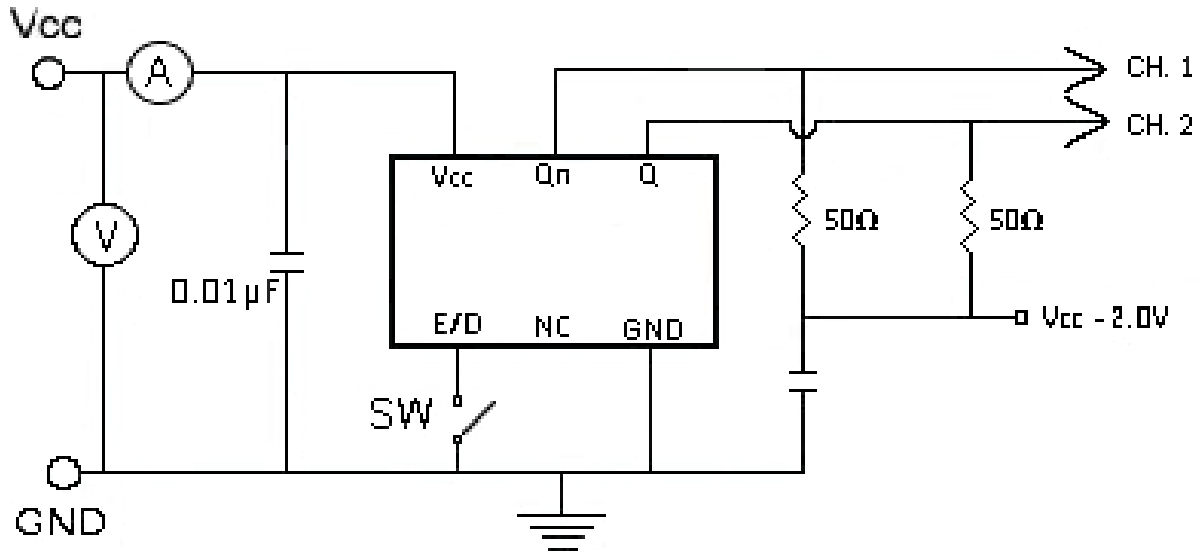 Vcc
A
CH. 1
CH. 2
Vcc Qn Q
V
50Ω 50Ω
0.01µF
E/D NC GND
Vcc - 2.0V
SW
GND